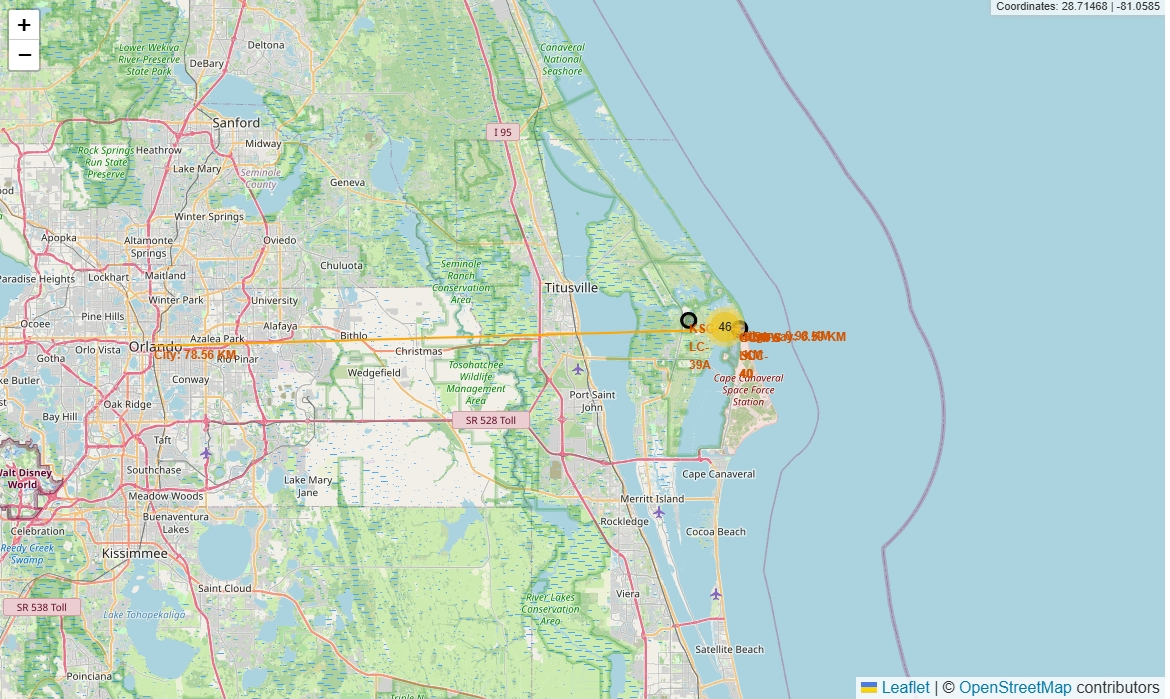 +
−
Coordinates: 28.71468 | -81.0585
Lower Wekiva
River Preserve
State Park
Deltona
DeBary
Canaveral
National
Seashore
Sanford
I 95
Midway
Rock Springs
Run State
Preserve
Heathrow
Lake Mary
Seminole
County
Geneva
Winter Springs
Apopka
Altamonte
Springs
Oviedo
Chuluota
Seminole
Ranch
Conservation
Area
Paradise Heights
Lockhart
Maitland
Titusville
Winter Park
University
Pine Hills
Ocoee
Alafaya
Azalea Park
Bithlo
46
Orlo Vista
Orlando
City: 78.56 KM
Rio Pinar
Christmas
LC-
39A
Gotha
Wedgefield
Tosohatchee
Wildlife
Management
Area
40
Cape Canaveral
Space Force
Station
Conway
Oak Ridge
Port Saint
John
Bay Hill
SR 528 Toll
Taft
Southchase
Walt Disney
World
Lake Mary
Jane
Cape Canaveral
Meadow Woods
Merritt Island
Buenaventura
Lakes
Rockledge
Celebration
Cocoa Beach
Reedy Creek
Swamp
Kissimmee
Saint Cloud
Viera
River Lakes
Conservation
Area
SR 538 Toll
Lake Tohopekaliga
Satellite Beach
Poinciana
Leaflet | © OpenStreetMap contributors